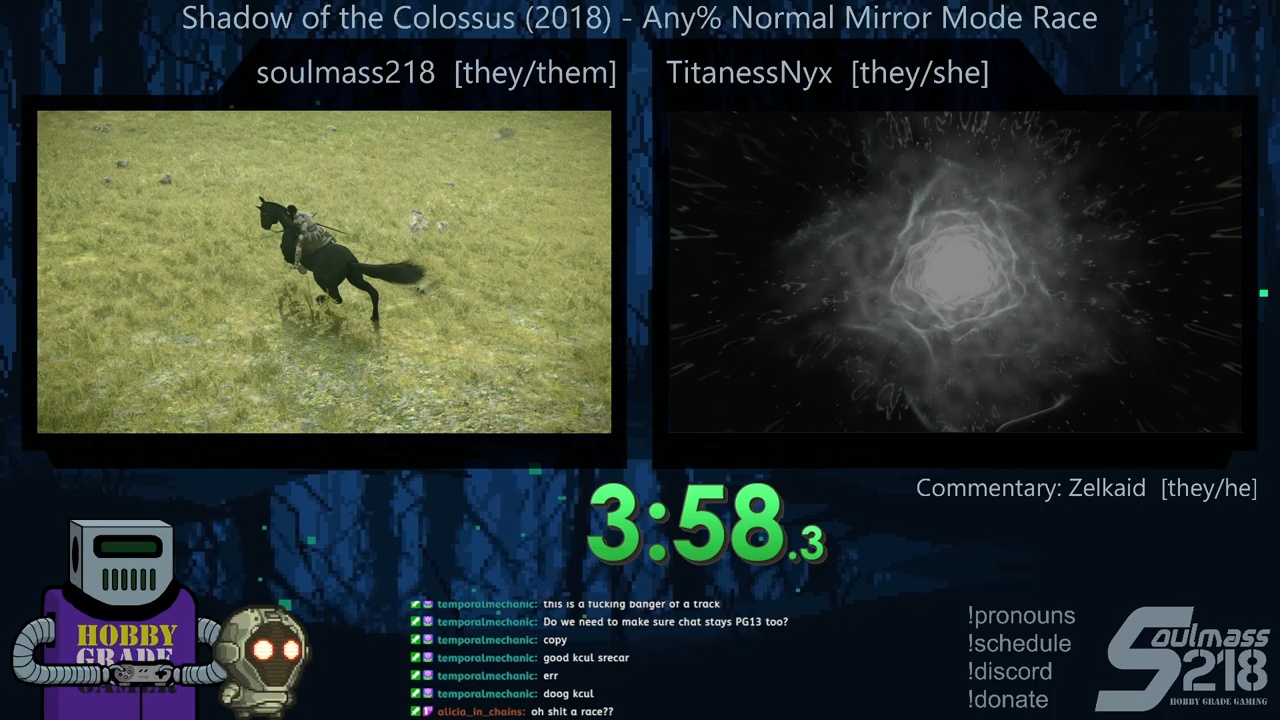 Shadow of the Colossus (2018) - Any% Normal Mirror Mode Race
soulmass218 [they/them]
TitanessNyx [they/she]
Commentary: Zelkaid [they/he]
3:58.3
temporalmechanic: this is a fucking banger of a track
temporalmechanic: Do we need to make sure chat stays PG13 too?
temporalmechanic: copy
temporalmechanic: good kcul srecar
temporalmechanic: err
temporalmechanic: doog kcul
alicia_in_chains: oh shit a race??
HOBBY
GRADE
GAMER
!pronouns
!schedule
!discord
!donate
Soulmass
218
HOBBY GRADE GAMING